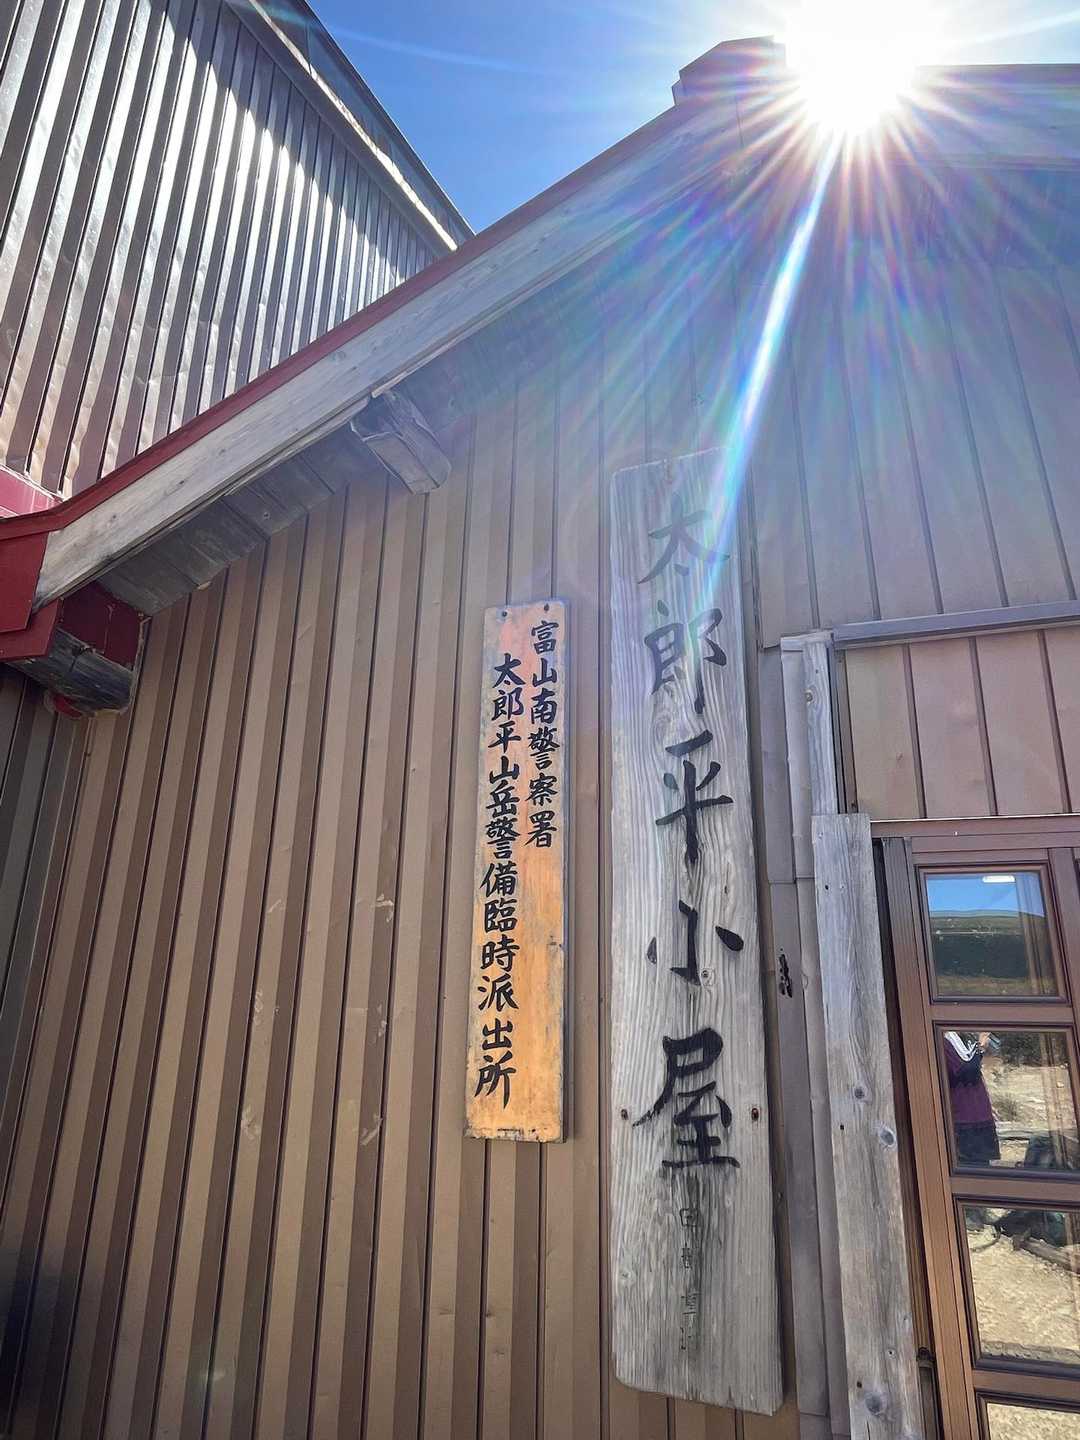 太郎平小屋
富山南警察署
太郎平山岳警備臨時派出所